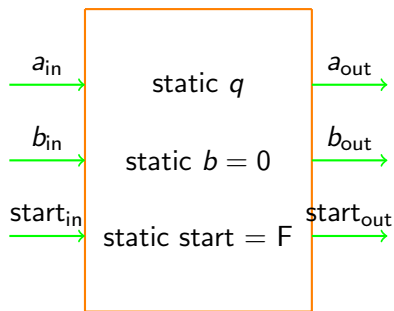 a_in static q a_out
b_in static b = 0 b_out
start_in static start = F start_out